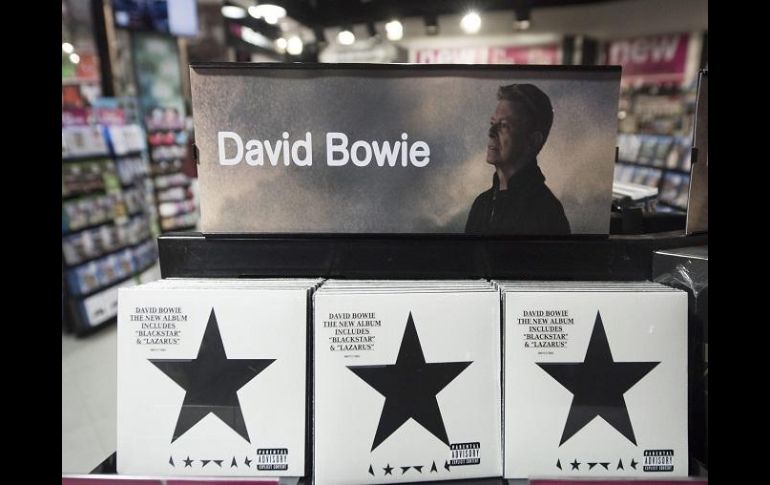 new
new
David Bowie
DAVID BOWIE
THE NEW ALBUM
INCLUDES
"BLACKSTAR"
& "LAZARUS"
PARENTAL
ADVISORY
EXPLICIT CONTENT
DAVID BOWIE
THE NEW ALBUM
INCLUDES
"BLACKSTAR"
& "LAZARUS"
PARENTAL
ADVISORY
EXPLICIT CONTENT
DAVID BOWIE
THE NEW ALBUM
INCLUDES
"BLACKSTAR"
& "LAZARUS"
PARENTAL
ADVISORY
EXPLICIT CONTENT